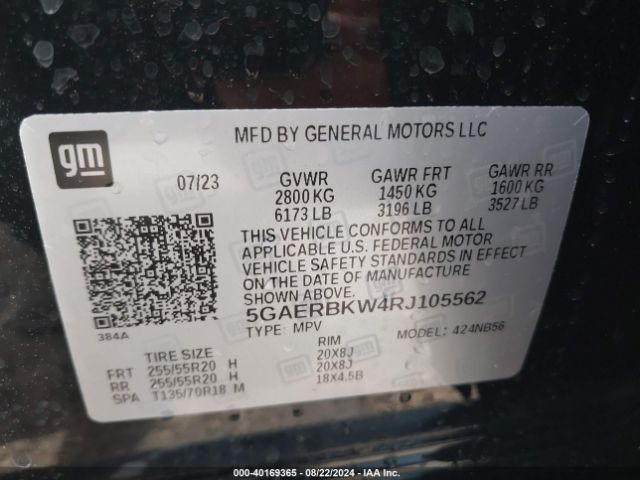 gm
MFD BY GENERAL MOTORS LLC
07/23 GVWR GAWR FRT GAWR RR
2800 KG 1450 KG 1600 KG
6173 LB 3196 LB 3527 LB
THIS VEHICLE CONFORMS TO ALL
APPLICABLE U.S. FEDERAL MOTOR
VEHICLE SAFETY STANDARDS IN EFFECT
ON THE DATE OF MANUFACTURE
SHOWN ABOVE.
384A
5GAERBKW4RJ105562
TYPE: MPV MODEL: 424NB56
TIRE SIZE RIM
FRT 255/55R20 H 20X8J
RR 255/55R20 H 20X8J
SPA T135/70R18 M 18X4.5B
000-40169365 - 08/22/2024 - IAA Inc.